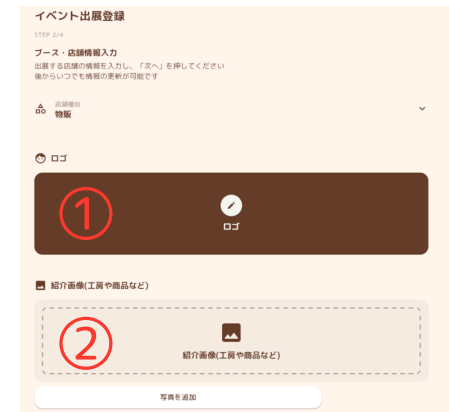 イベント出展登録
STEP 2/4
ブース・店舗情報入力
出展する店舗の情報を入力し、「次へ」を押してください
後からいつでも情報の更新が可能です
店舗種別
物販
ロゴ
①
ロゴ
紹介画像(工房や商品など)
②
紹介画像(工房や商品など)
写真を追加